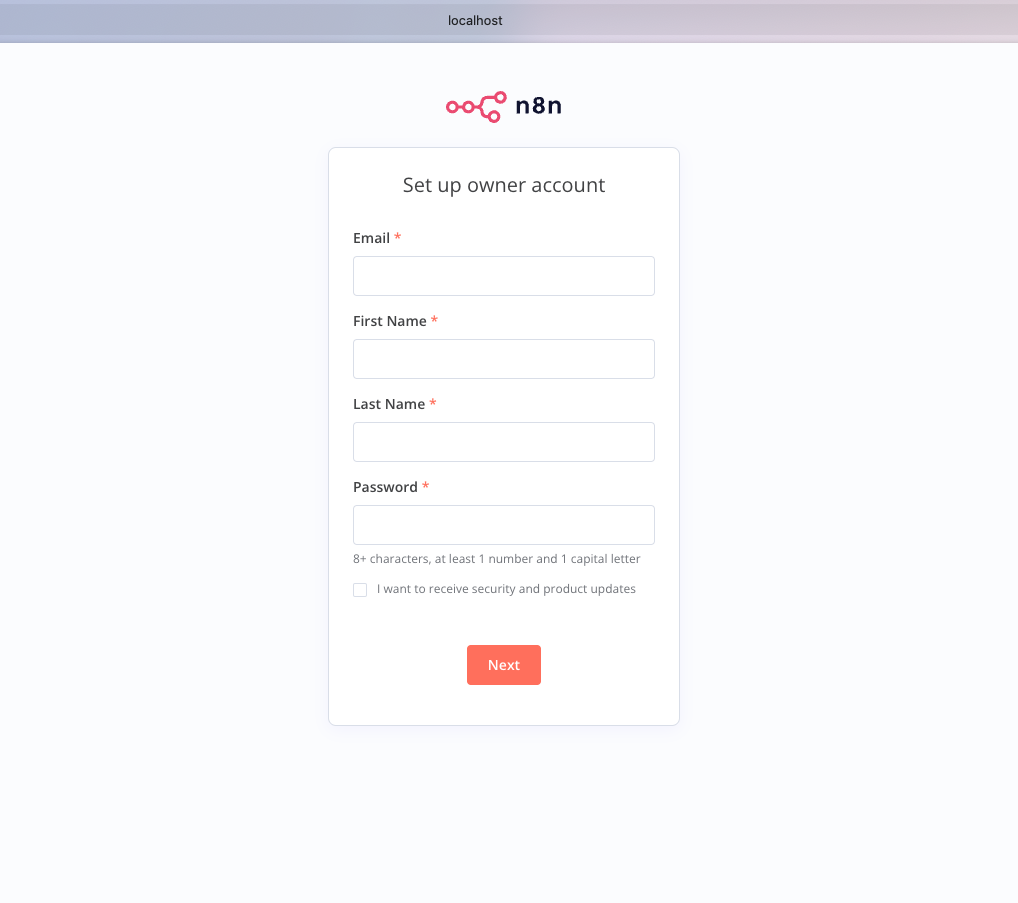 localhost
n8n
Set up owner account
Email *
First Name *
Last Name *
Password *
8+ characters, at least 1 number and 1 capital letter
I want to receive security and product updates
Next